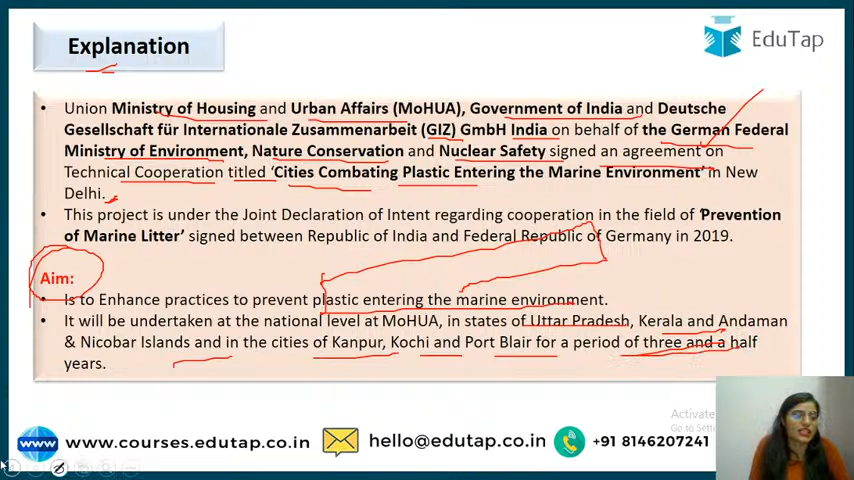 Explanation
EduTap
• Union Ministry of Housing and Urban Affairs (MoHUA), Government of India and Deutsche
Gesellschaft für Internationale Zusammenarbeit (GIZ) GmbH India on behalf of the German Federal
Ministry of Environment, Nature Conservation and Nuclear Safety signed an agreement on
Technical Cooperation titled ‘Cities Combating Plastic Entering the Marine Environment’ in New
Delhi.
• This project is under the Joint Declaration of Intent regarding cooperation in the field of ‘Prevention
of Marine Litter’ signed between Republic of India and Federal Republic of Germany in 2019.
Aim:
• Is to Enhance practices to prevent plastic entering the marine environment.
• It will be undertaken at the national level at MoHUA, in states of Uttar Pradesh, Kerala and Andaman
& Nicobar Islands and in the cities of Kanpur, Kochi and Port Blair for a period of three and a half
years.
Activate
Go to Setti
www www.courses.edutap.co.in hello@edutap.co.in +91 8146207241